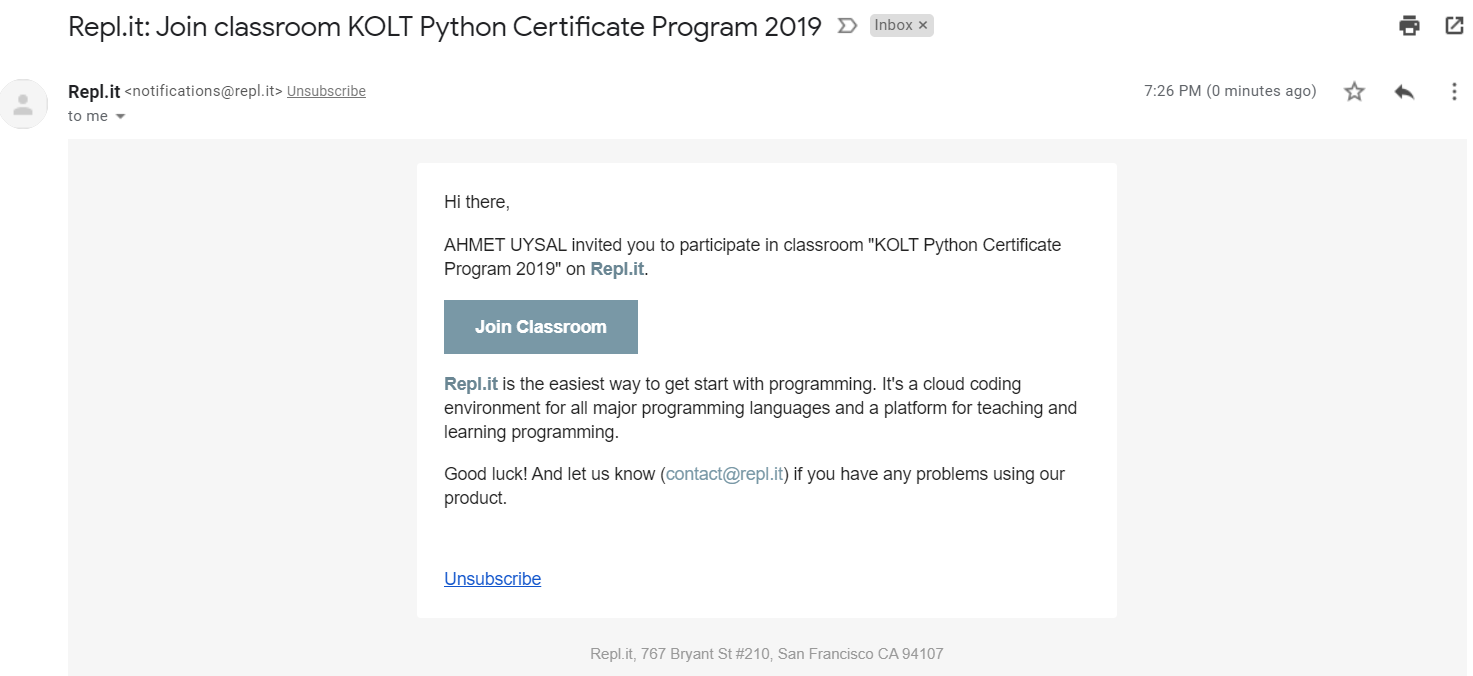 Repl.it: Join classroom KOLT Python Certificate Program 2019 Inbox ×
Repl.it <notifications@repl.it> Unsubscribe 7:26 PM (0 minutes ago)
to me
Hi there,
AHMET UYSAL invited you to participate in classroom "KOLT Python Certificate
Program 2019" on Repl.it.
Join Classroom
Repl.it is the easiest way to get start with programming. It's a cloud coding
environment for all major programming languages and a platform for teaching and
learning programming.
Good luck! And let us know (contact@repl.it) if you have any problems using our
product.
Unsubscribe
Repl.it, 767 Bryant St #210, San Francisco CA 94107